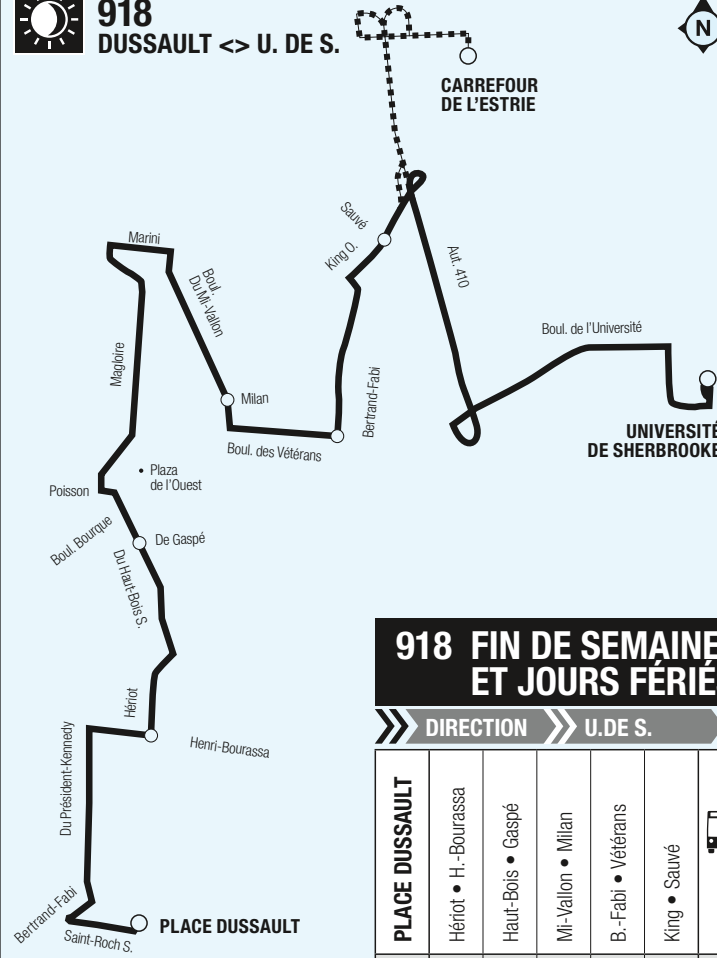 918
DUSSAULT <> U. DE S.
N
CARREFOUR
DE L'ESTRIE
Sauvé
King O.
Marini
Boul.
Du Mi-Vallon
Aut. 410
Boul. de l'Université
Magloire
Bertrand-Fabi
Milan
Boul. des Vétérans
UNIVERSITÉ
DE SHERBROOKE
• Plaza
de l'Ouest
Poisson
Boul. Bourque
De Gaspé
Du Haut-Bois S.
Hériot
Henri-Bourassa
Du Président-Kennedy
Bertrand-Fabi
Saint-Roch S.
PLACE DUSSAULT
918 FIN DE SEMAINE
ET JOURS FÉRIÉ
DIRECTION U.DE S.
PLACE DUSSAULT
Hériot • H.-Bourassa
Haut-Bois • Gaspé
Mi-Vallon • Milan
B.-Fabi • Vétérans
King • Sauvé